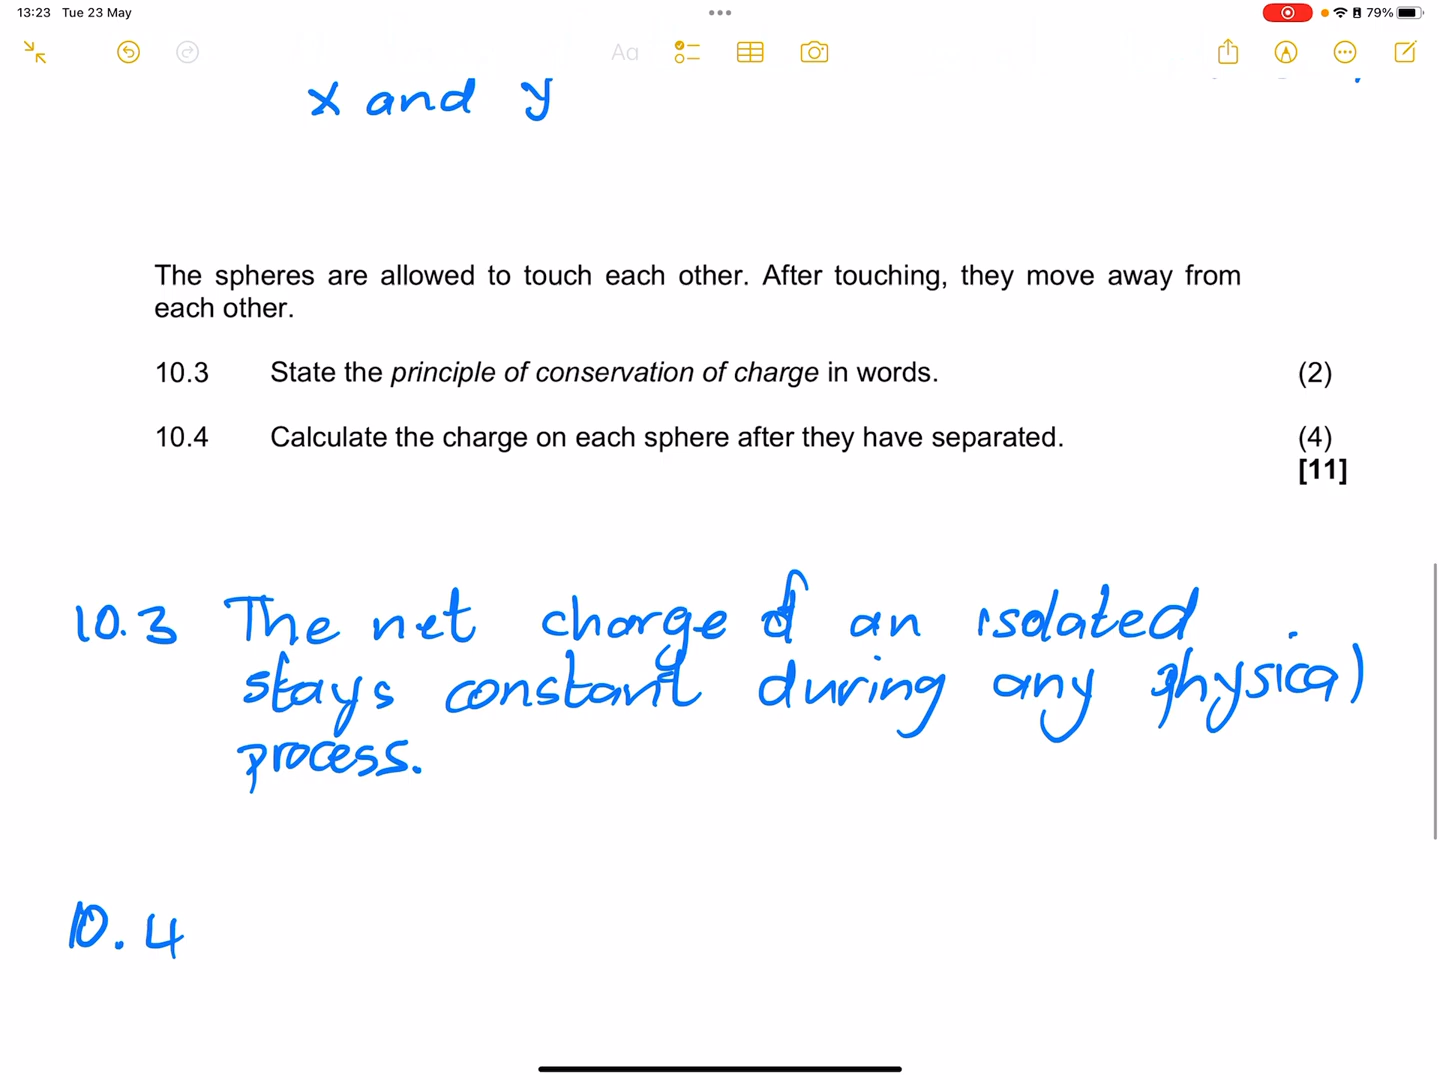 13:23 Tue 23 May
79%
Aa
x and y
The spheres are allowed to touch each other. After touching, they move away from
each other.
10.3 State the principle of conservation of charge in words. (2)
10.4 Calculate the charge on each sphere after they have separated. (4)
[11]
10.3 The net charge of an isolated
stays constant during any physical
process.
10.4